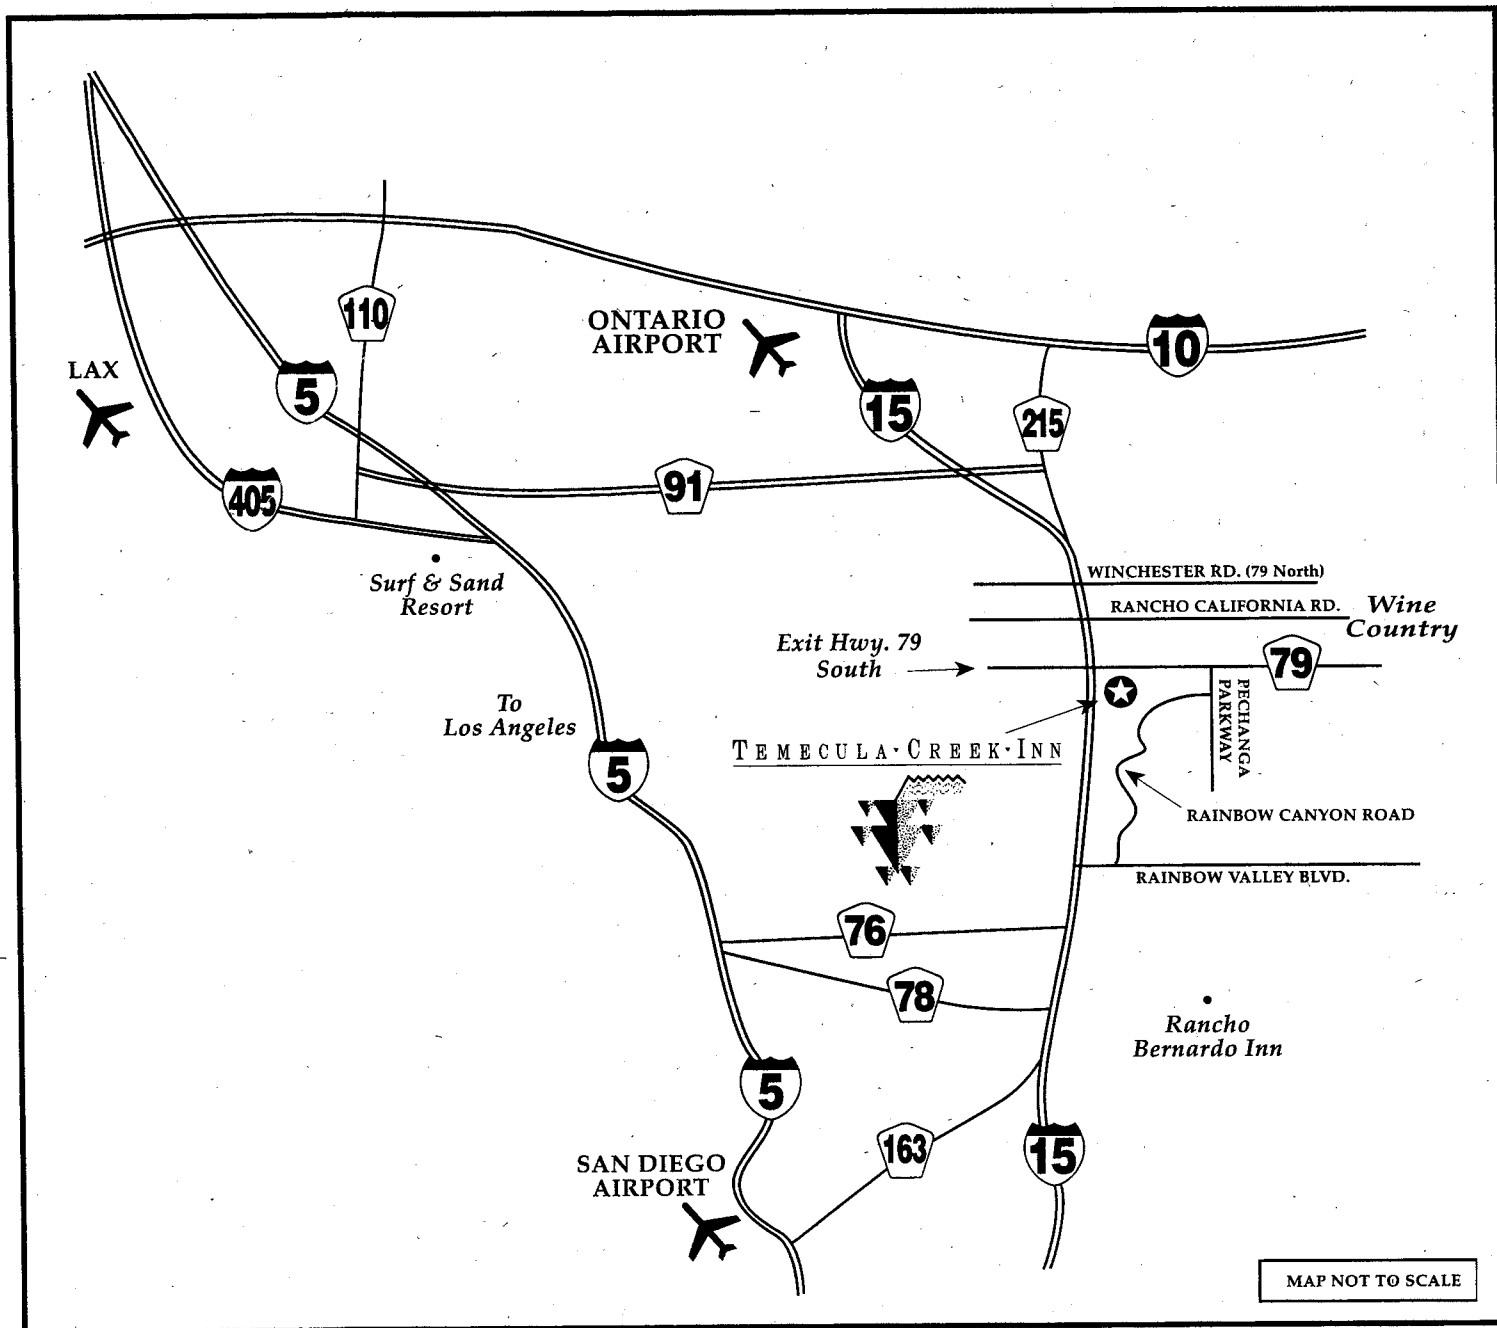 110
ONTARIO
AIRPORT
10
LAX
5
15
215
405
91
Surf & Sand
Resort
WINCHESTER RD. (79 North)
RANCHO CALIFORNIA RD.
Wine
Country
Exit Hwy. 79
South
79
PECHANGA
PARKWAY
To
Los Angeles
TEMECULA·CREEK·INN
5
RAINBOW CANYON ROAD
RAINBOW VALLEY BLVD.
76
78
Rancho
Bernardo Inn
5
163
15
SAN DIEGO
AIRPORT
MAP NOT TO SCALE